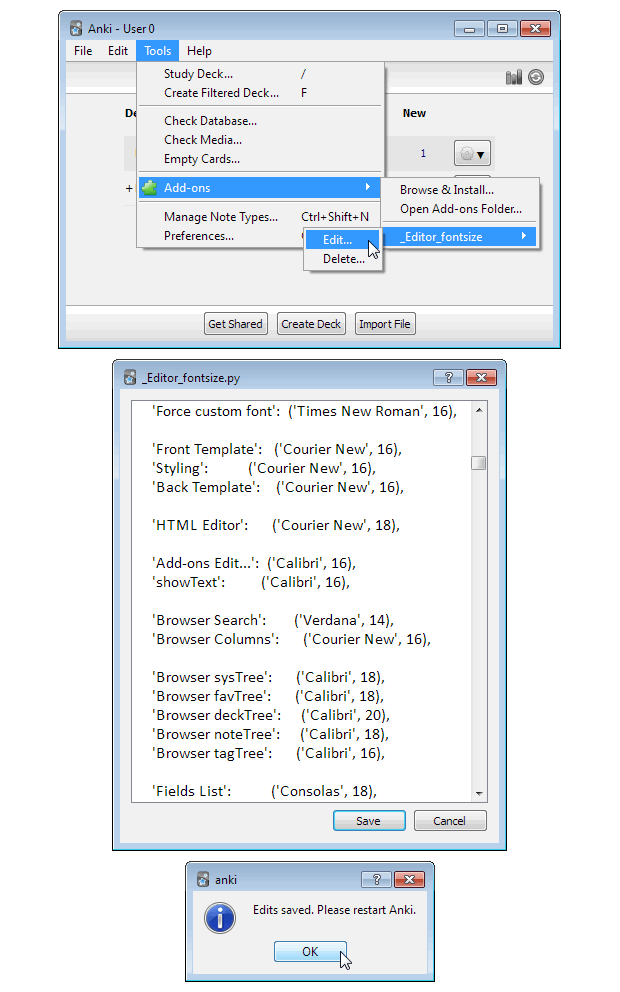 Anki - User 0
File Edit Tools Help
Study Deck... /
Create Filtered Deck... F
Check Database...
Check Media...
Empty Cards...
Add-ons
Manage Note Types... Ctrl+Shift+N
Preferences...
New
1
+
Browse & Install...
Open Add-ons Folder...
_Editor_fontsize
Edit...
Delete...
Get Shared Create Deck Import File
_Editor_fontsize.py
'Force custom font': ('Times New Roman', 16),
'Front Template': ('Courier New', 16),
'Styling': ('Courier New', 16),
'Back Template': ('Courier New', 16),
'HTML Editor': ('Courier New', 18),
'Add-ons Edit...': ('Calibri', 16),
'showText': ('Calibri', 16),
'Browser Search': ('Verdana', 14),
'Browser Columns': ('Courier New', 16),
'Browser sysTree': ('Calibri', 18),
'Browser favTree': ('Calibri', 18),
'Browser deckTree': ('Calibri', 20),
'Browser noteTree': ('Calibri', 18),
'Browser tagTree': ('Calibri', 16),
'Fields List': ('Consolas', 18),
Save Cancel
anki
Edits saved. Please restart Anki.
OK